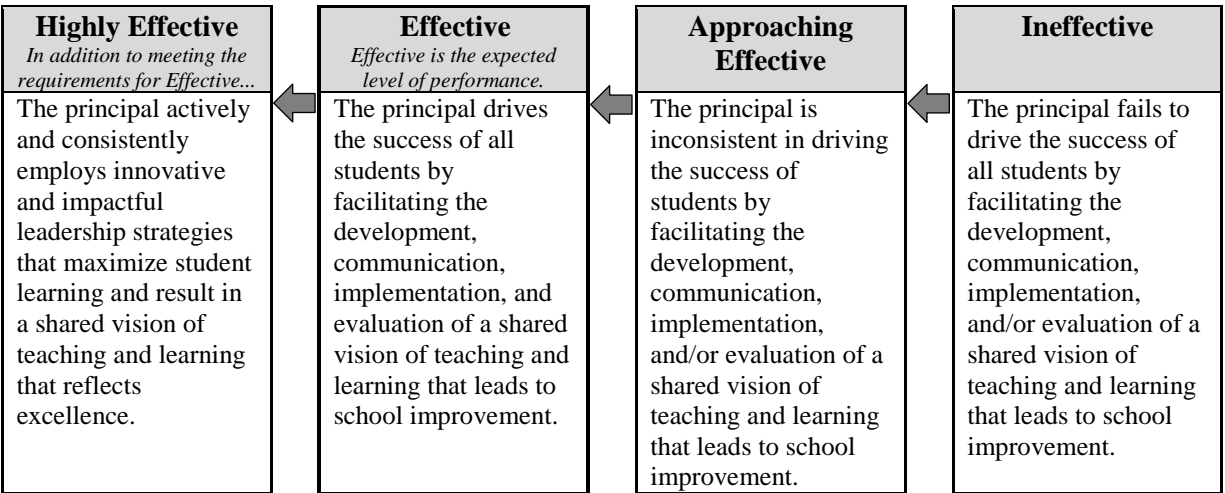 Highly Effective
In addition to meeting the
requirements for Effective...
The principal actively
and consistently
employs innovative
and impactful
leadership strategies
that maximize student
learning and result in
a shared vision of
teaching and learning
that reflects
excellence.
Effective
Effective is the expected
level of performance.
The principal drives
the success of all
students by
facilitating the
development,
communication,
implementation, and
evaluation of a shared
vision of teaching and
learning that leads to
school improvement.
Approaching
Effective
The principal is
inconsistent in driving
the success of
students by
facilitating the
development,
communication,
implementation,
and/or evaluation of a
shared vision of
teaching and learning
that leads to school
improvement.
Ineffective
The principal fails to
drive the success of
all students by
facilitating the
development,
communication,
implementation,
and/or evaluation of a
shared vision of
teaching and learning
that leads to school
improvement.